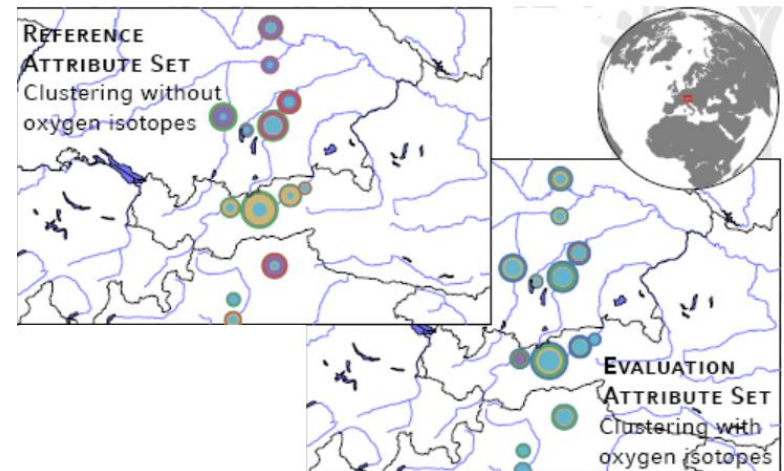 REFERENCE
ATTRIBUTE SET
Clustering without
oxygen isotopes
EVALUATION
ATTRIBUTE SET
Clustering with
oxygen isotopes